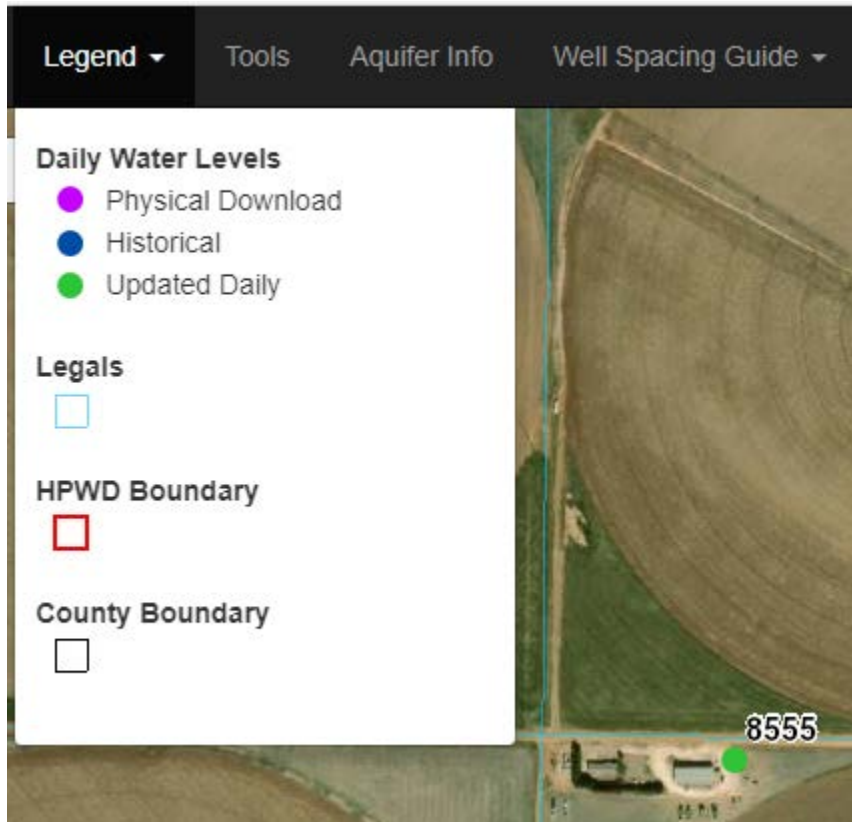 Legend Tools Aquifer Info Well Spacing Guide
Daily Water Levels
Physical Download
Historical
Updated Daily
Legals
HPWD Boundary
County Boundary
8555